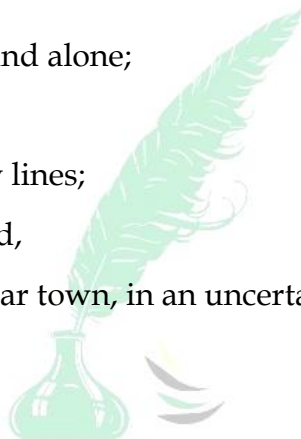 nd alone;
lines;
d,
ar town, in an uncerta